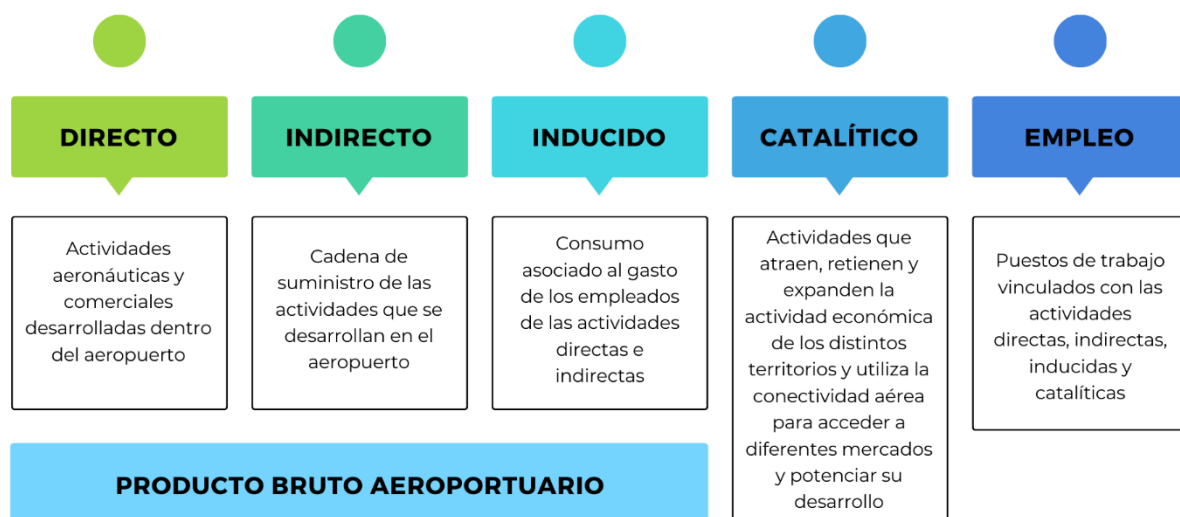 DIRECTO
Actividades
aeronáuticas y
comerciales
desarrolladas dentro
del aeropuerto
INDIRECTO
Cadena de
suministro de las
actividades que se
desarrollan en el
aeropuerto
INDUCIDO
Consumo
asociado al gasto
de los empleados
de las actividades
directas e
indirectas
CATALÍTICO
Actividades que
atraen, retienen y
expanden la
actividad económica
de los distintos
territorios y utiliza la
conectividad aérea
para acceder a
diferentes mercados
y potenciar su
desarrollo
EMPLEO
Puestos de trabajo
vinculados con las
actividades
directas, indirectas,
inducidas y
catalíticas
PRODUCTO BRUTO AEROPORTUARIO